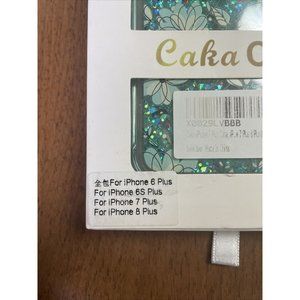 Caka C
X0029LVBBB
全包For iPhone 6 Plus
For iPhone 6S Plus
For iPhone 7 Plus
For iPhone 8 Plus